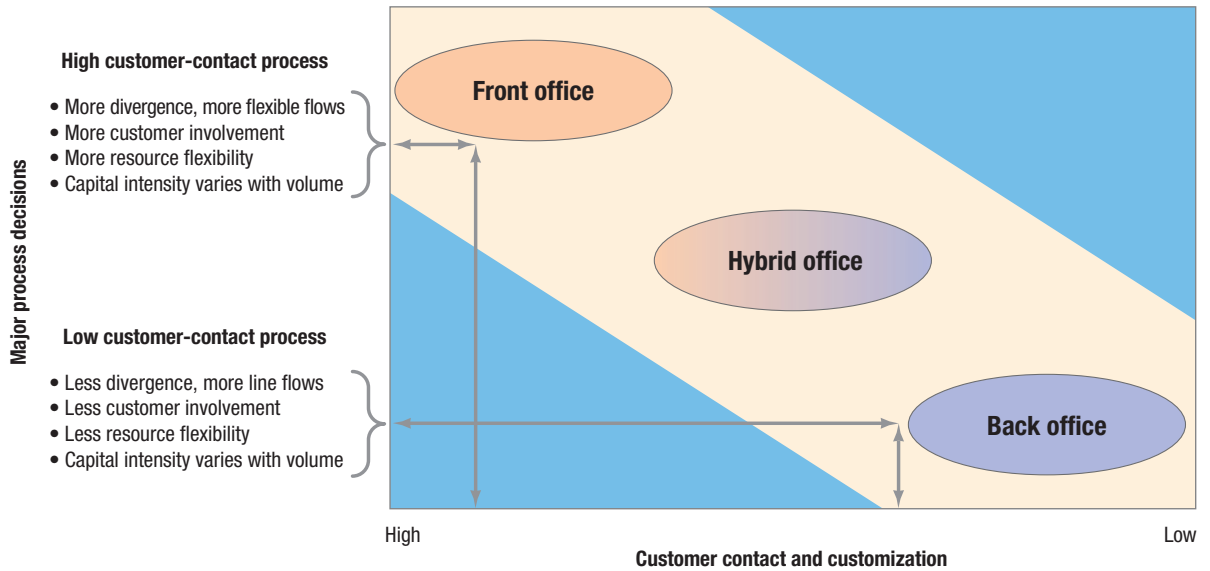 Major process decisions
High customer-contact process
• More divergence, more flexible flows
• More customer involvement
• More resource flexibility
• Capital intensity varies with volume
Low customer-contact process
• Less divergence, more line flows
• Less customer involvement
• Less resource flexibility
• Capital intensity varies with volume
Front office
Hybrid office
Back office
High
Low
Customer contact and customization